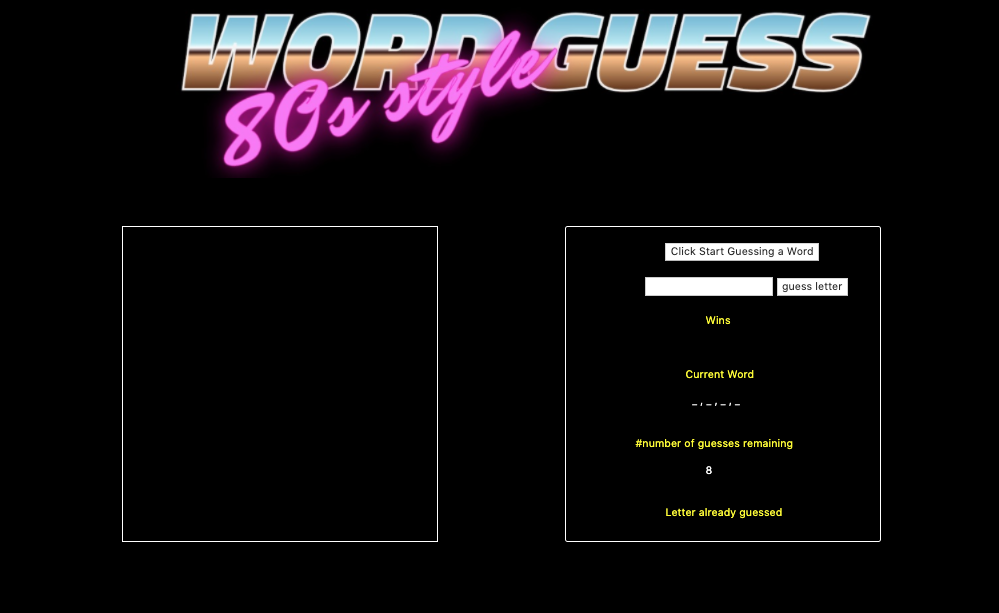 WORD GUESS
80s style
Click Start Guessing a Word
guess letter
Wins
Current Word
_ , _ , _ , _
#number of guesses remaining
8
Letter already guessed